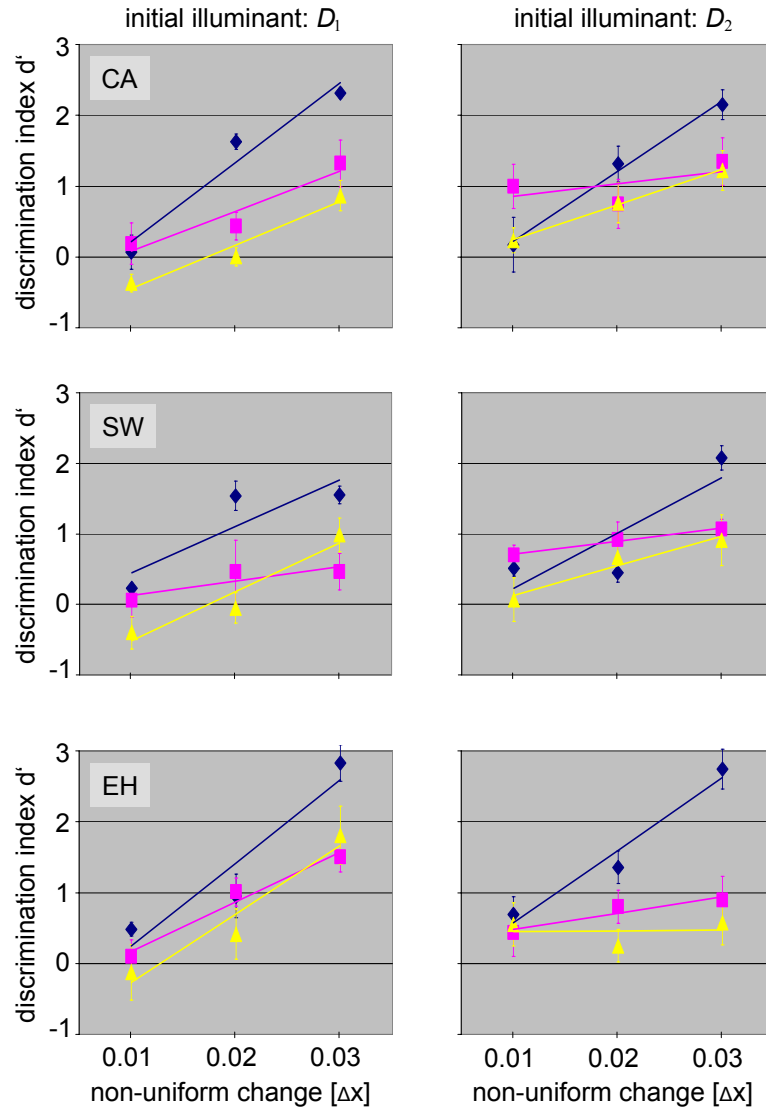 initial illuminant: D₁
initial illuminant: D₂
discrimination index d‘
3
2
1
0
-1
CA
discrimination index d‘
3
2
1
0
-1
SW
discrimination index d‘
3
2
1
0
-1
EH
0.01 0.02 0.03
non-uniform change [Δx]
0.01 0.02 0.03
non-uniform change [Δx]